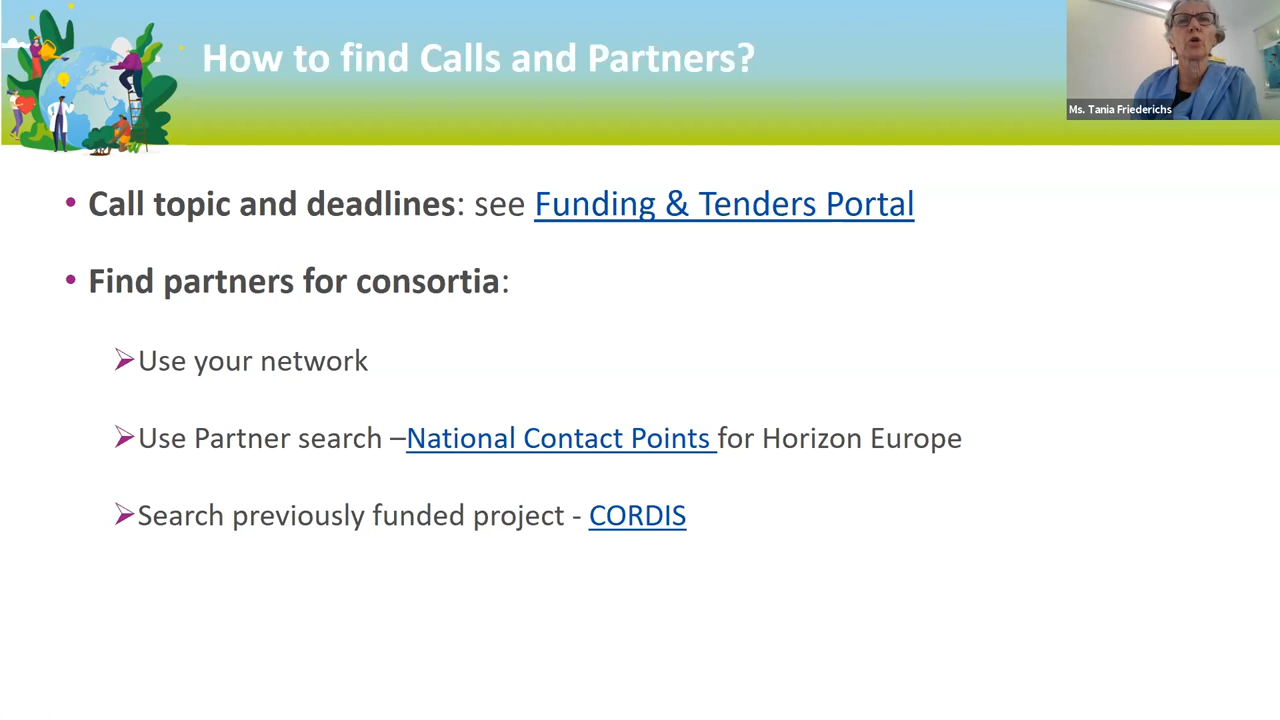 How to find Calls and Partners?
Ms. Tania Friederichs
• Call topic and deadlines: see Funding & Tenders Portal
• Find partners for consortia:
➢Use your network
➢Use Partner search –National Contact Points for Horizon Europe
➢Search previously funded project - CORDIS